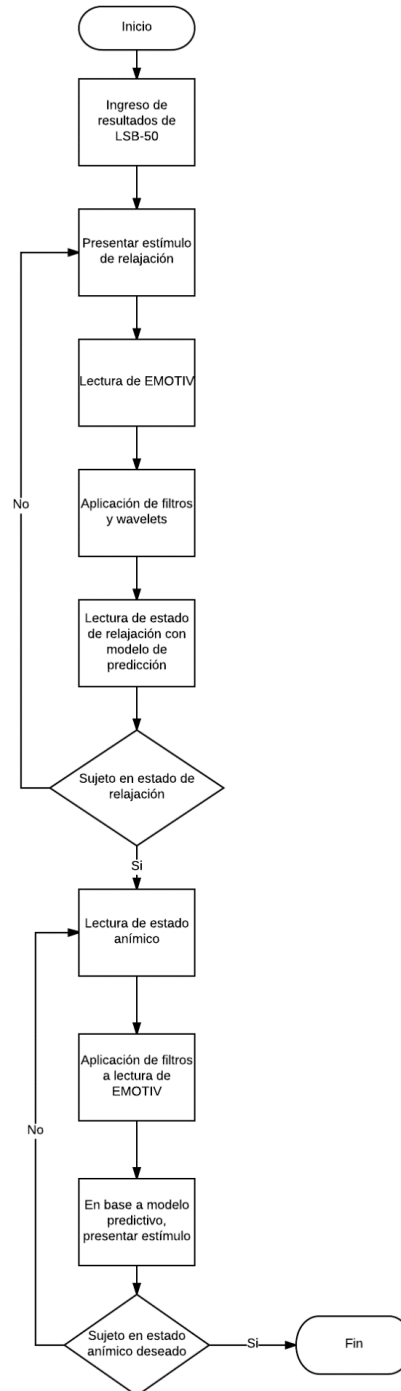 Inicio
Ingreso de
resultados de
LSB-50
Presentar estímulo
de relajación
Lectura de EMOTIV
Aplicación de filtros
y wavelets
No
Lectura de estado
de relajación con
modelo de
predicción
Sujeto en estado de
relajación
Si
Lectura de estado
anímico
Aplicación de filtros
a lectura de
EMOTIV
No
En base a modelo
predictivo,
presentar estímulo
Sujeto en estado
anímico deseado
Si
Fin